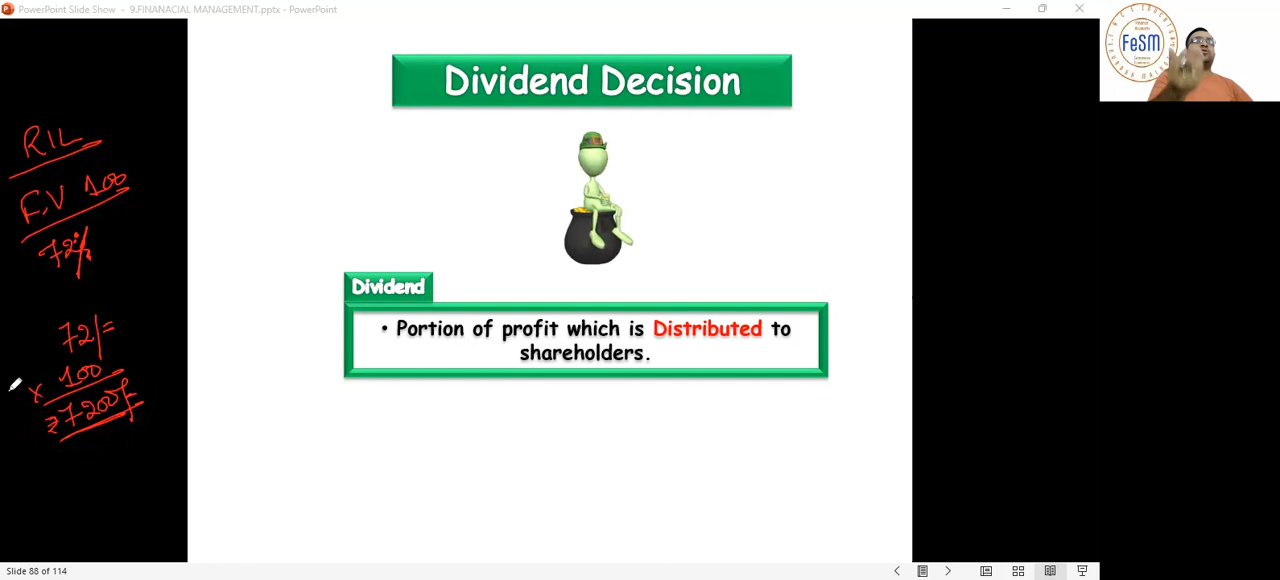 PowerPoint Slide Show - 9.FINANACIAL MANAGEMENT.pptx - PowerPoint
FeSM
Dividend Decision
RIL
F.V 100
72%
72/=
× 100
₹7200/-
Dividend
• Portion of profit which is Distributed to
shareholders.
Slide 88 of 114